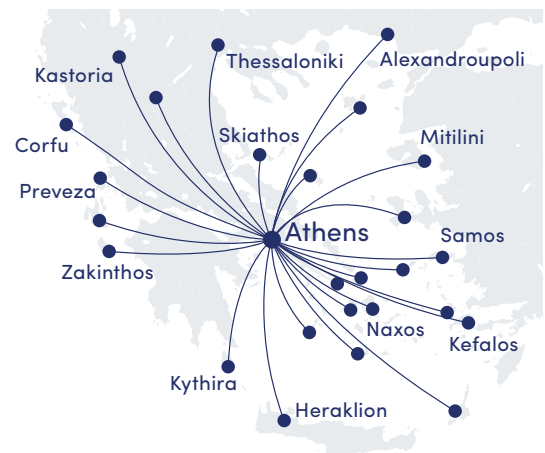 Thessaloniki
Alexandroupoli
Kastoria
Skiathos
Mitilini
Corfu
Preveza
Athens
Samos
Zakinthos
Naxos
Kefalos
Kythira
Heraklion